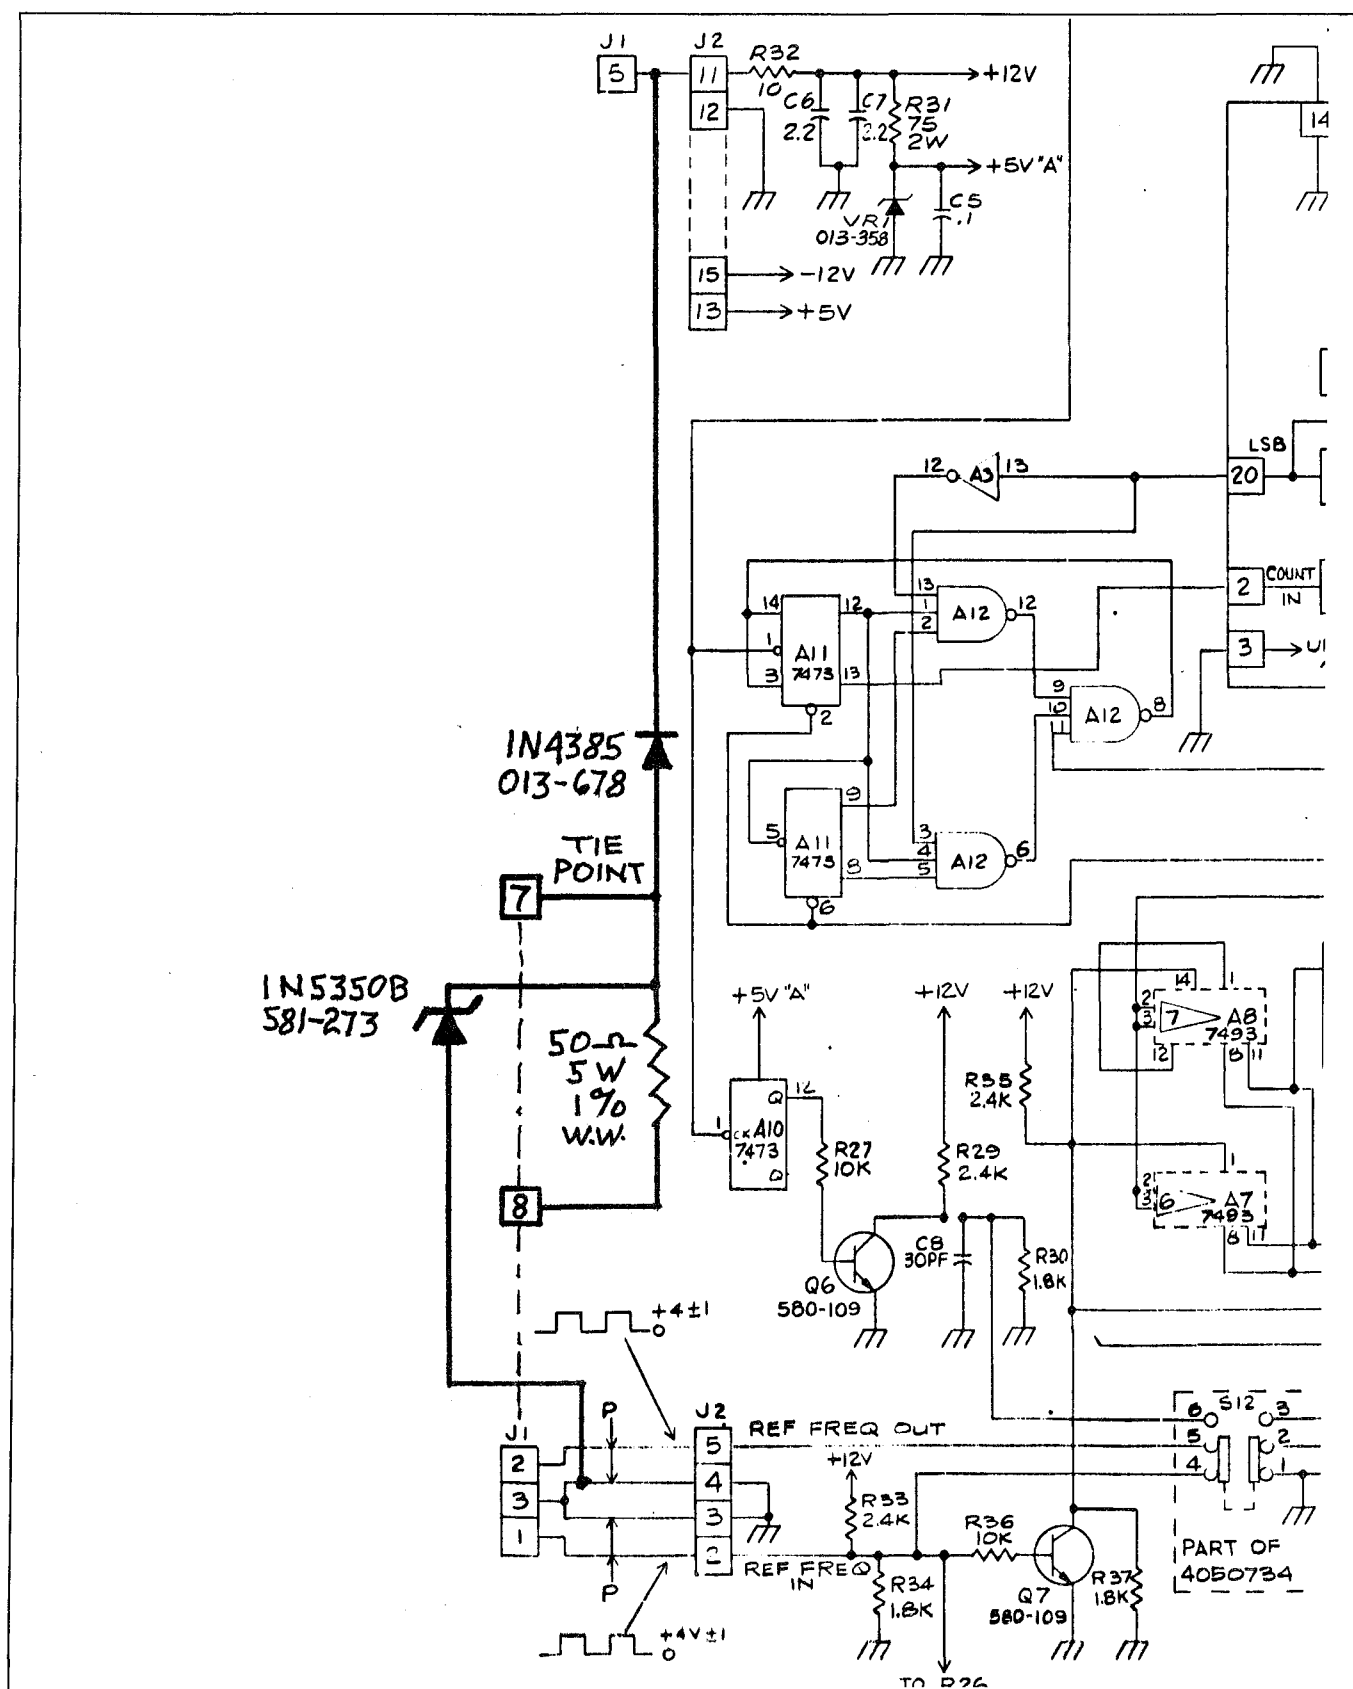 J1
5
J2
11
12
15
13
R32
10
C6
2.2
C7
2.2
R31
75
2W
+12V
+5V"A"
VR1
013-358
C5
.1
-12V
+5V
14
LSB
20
COUNT
IN
2
3
12
A3
13
14
1
3
12
13
2
A11
7473
13
1
2
A12
12
9
10
11
A12
8
5
9
8
6
A11
7473
3
4
5
A12
6
1N4385
013-678
TIE
POINT
7
1N5350B
581-273
50Ω
5W
1%
W.W.
8
+5V"A"
+12V
+12V
1
CK
A10
7473
Q
12
Q
R27
10K
R29
2.4K
R35
2.4K
14
1
2
3
7
A8
7493
12
8
11
1
2
3
6
A7
7493
8
11
Q6
580-109
C8
30PF
R30
1.8K
+4±1
0
P
J1
2
3
1
J2
5
4
3
2
REF FREQ OUT
+12V
R33
2.4K
REF FREQ
IN
R34
1.8K
R36
10K
Q7
580-109
R37
1.8K
P
+4V±1
0
TO R26
6
5
4
S12
3
2
1
PART OF
4050734